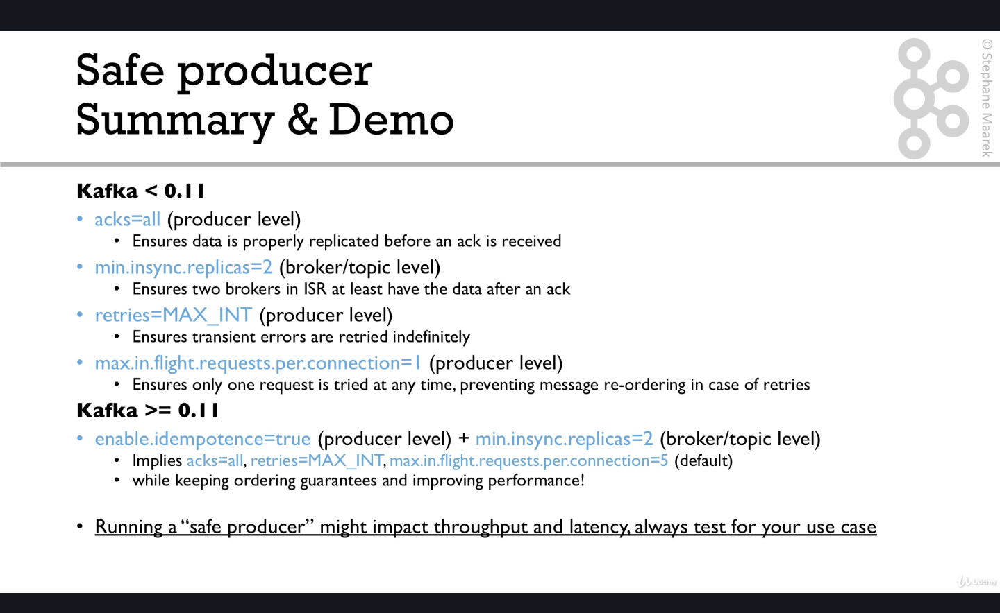 Safe producer
Summary & Demo
© Stephane Maarek
Kafka < 0.11
• acks=all (producer level)
• Ensures data is properly replicated before an ack is received
• min.insync.replicas=2 (broker/topic level)
• Ensures two brokers in ISR at least have the data after an ack
• retries=MAX_INT (producer level)
• Ensures transient errors are retried indefinitely
• max.in.flight.requests.per.connection=1 (producer level)
• Ensures only one request is tried at any time, preventing message re-ordering in case of retries
Kafka >= 0.11
• enable.idempotence=true (producer level) + min.insync.replicas=2 (broker/topic level)
• Implies acks=all, retries=MAX_INT, max.in.flight.requests.per.connection=5 (default)
• while keeping ordering guarantees and improving performance!
• Running a “safe producer” might impact throughput and latency, always test for your use case
Udemy